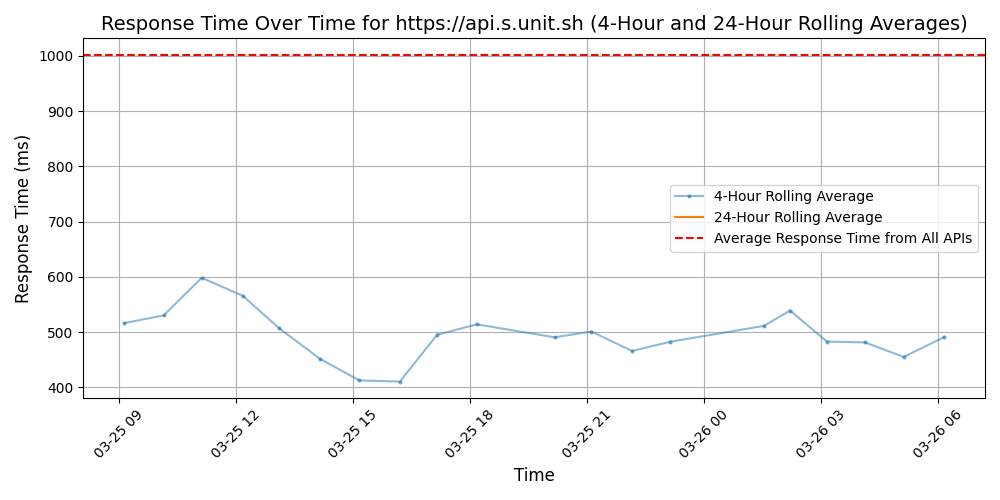 Response Time Over Time for https://api.s.unit.sh (4-Hour and 24-Hour Rolling Averages)
Response Time (ms)
1000
900
800
700
600
500
400
4-Hour Rolling Average
24-Hour Rolling Average
Average Response Time from All APIs
03-25 09
03-25 12
03-25 15
03-25 18
03-25 21
03-26 00
03-26 03
03-26 06
Time